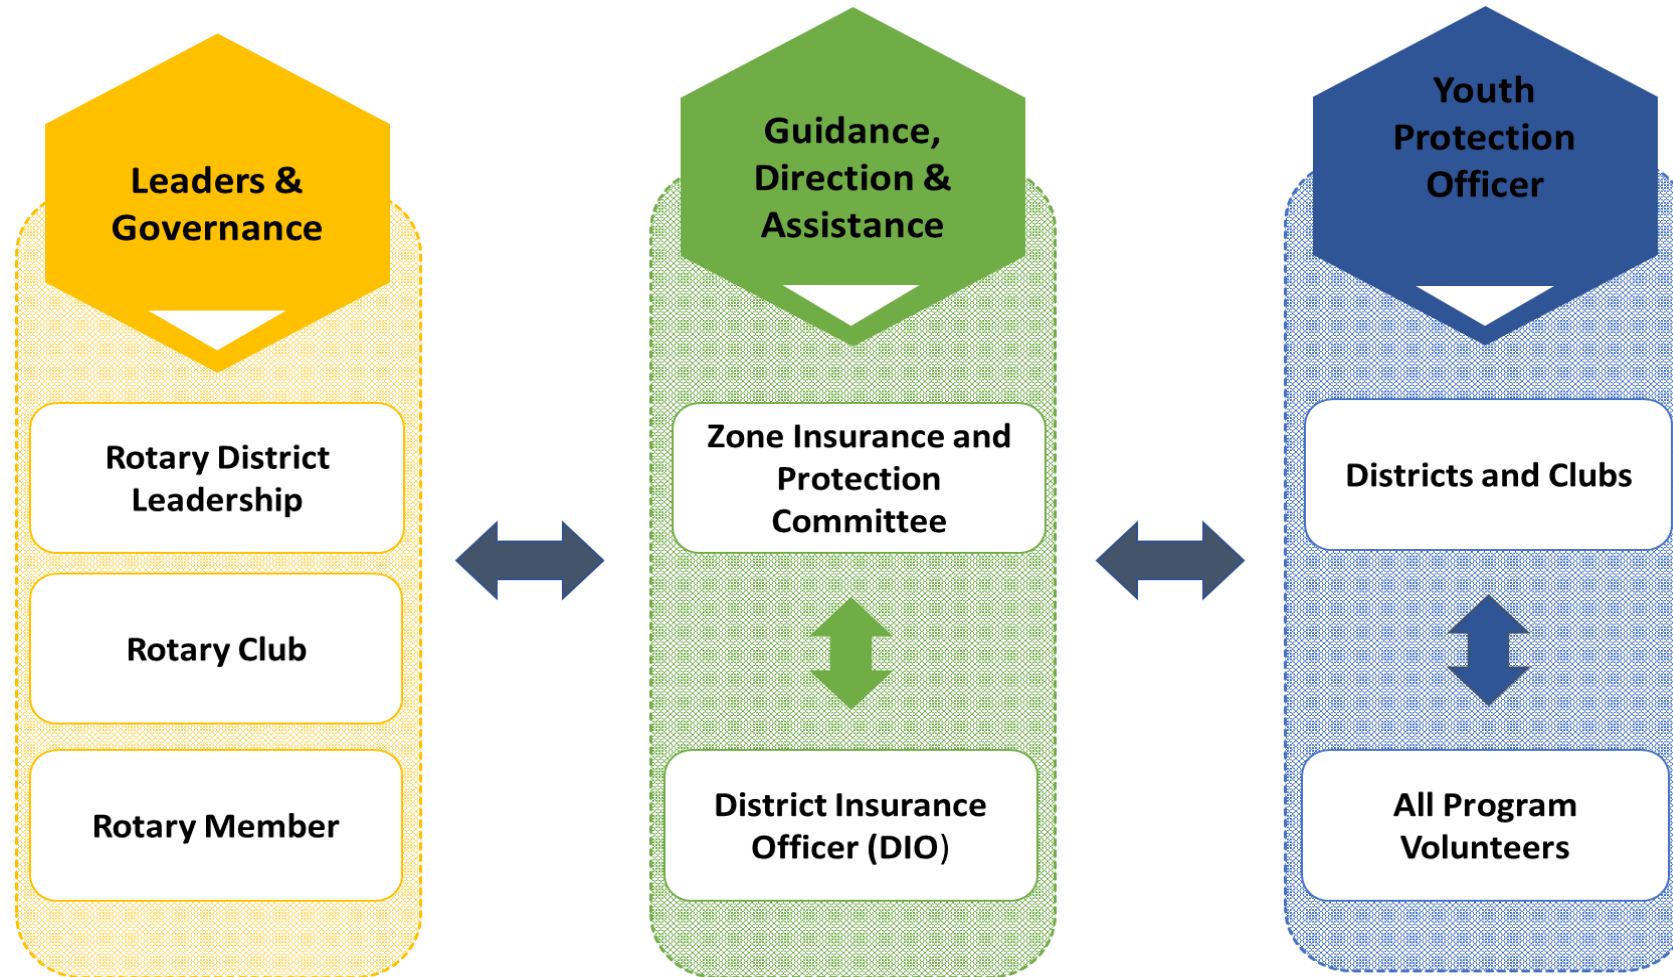 Leaders &
Governance
Rotary District
Leadership
Rotary Club
Rotary Member
Guidance,
Direction &
Assistance
Zone Insurance and
Protection
Committee
District Insurance
Officer (DIO)
Youth
Protection
Officer
Districts and Clubs
All Program
Volunteers